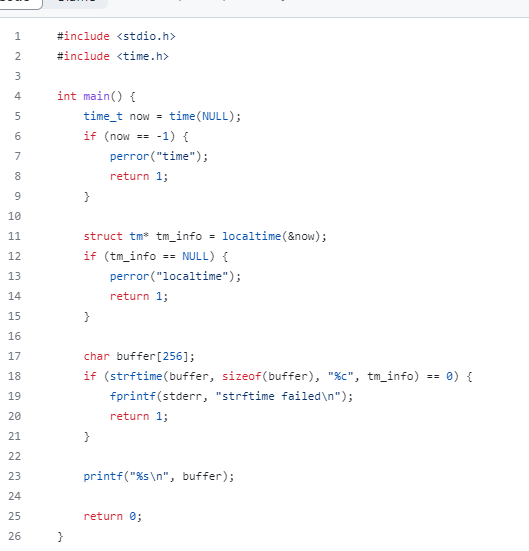 1 #include <stdio.h>
2 #include <time.h>
3
4 int main() {
5 time_t now = time(NULL);
6 if (now == -1) {
7 perror("time");
8 return 1;
9 }
10
11 struct tm* tm_info = localtime(&now);
12 if (tm_info == NULL) {
13 perror("localtime");
14 return 1;
15 }
16
17 char buffer[256];
18 if (strftime(buffer, sizeof(buffer), "%c", tm_info) == 0) {
19 fprintf(stderr, "strftime failed\n");
20 return 1;
21 }
22
23 printf("%s\n", buffer);
24
25 return 0;
26 }